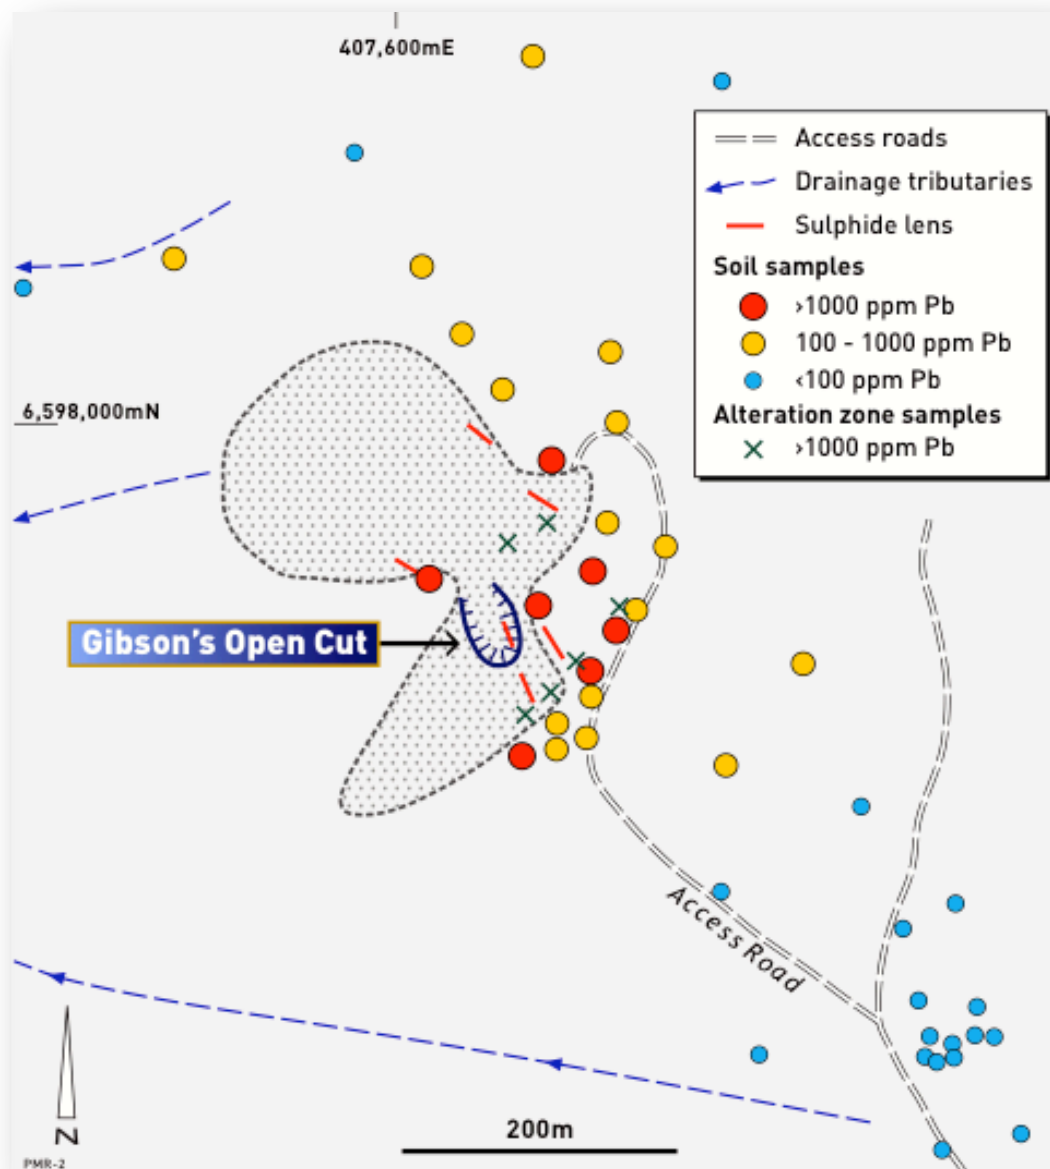 407,600mE
Access roads
Drainage tributaries
Sulphide lens
Soil samples
>1000 ppm Pb
100 - 1000 ppm Pb
<100 ppm Pb
Alteration zone samples
>1000 ppm Pb
6,598,000mN
Gibson's Open Cut
Access Road
200m
N
PMR-2